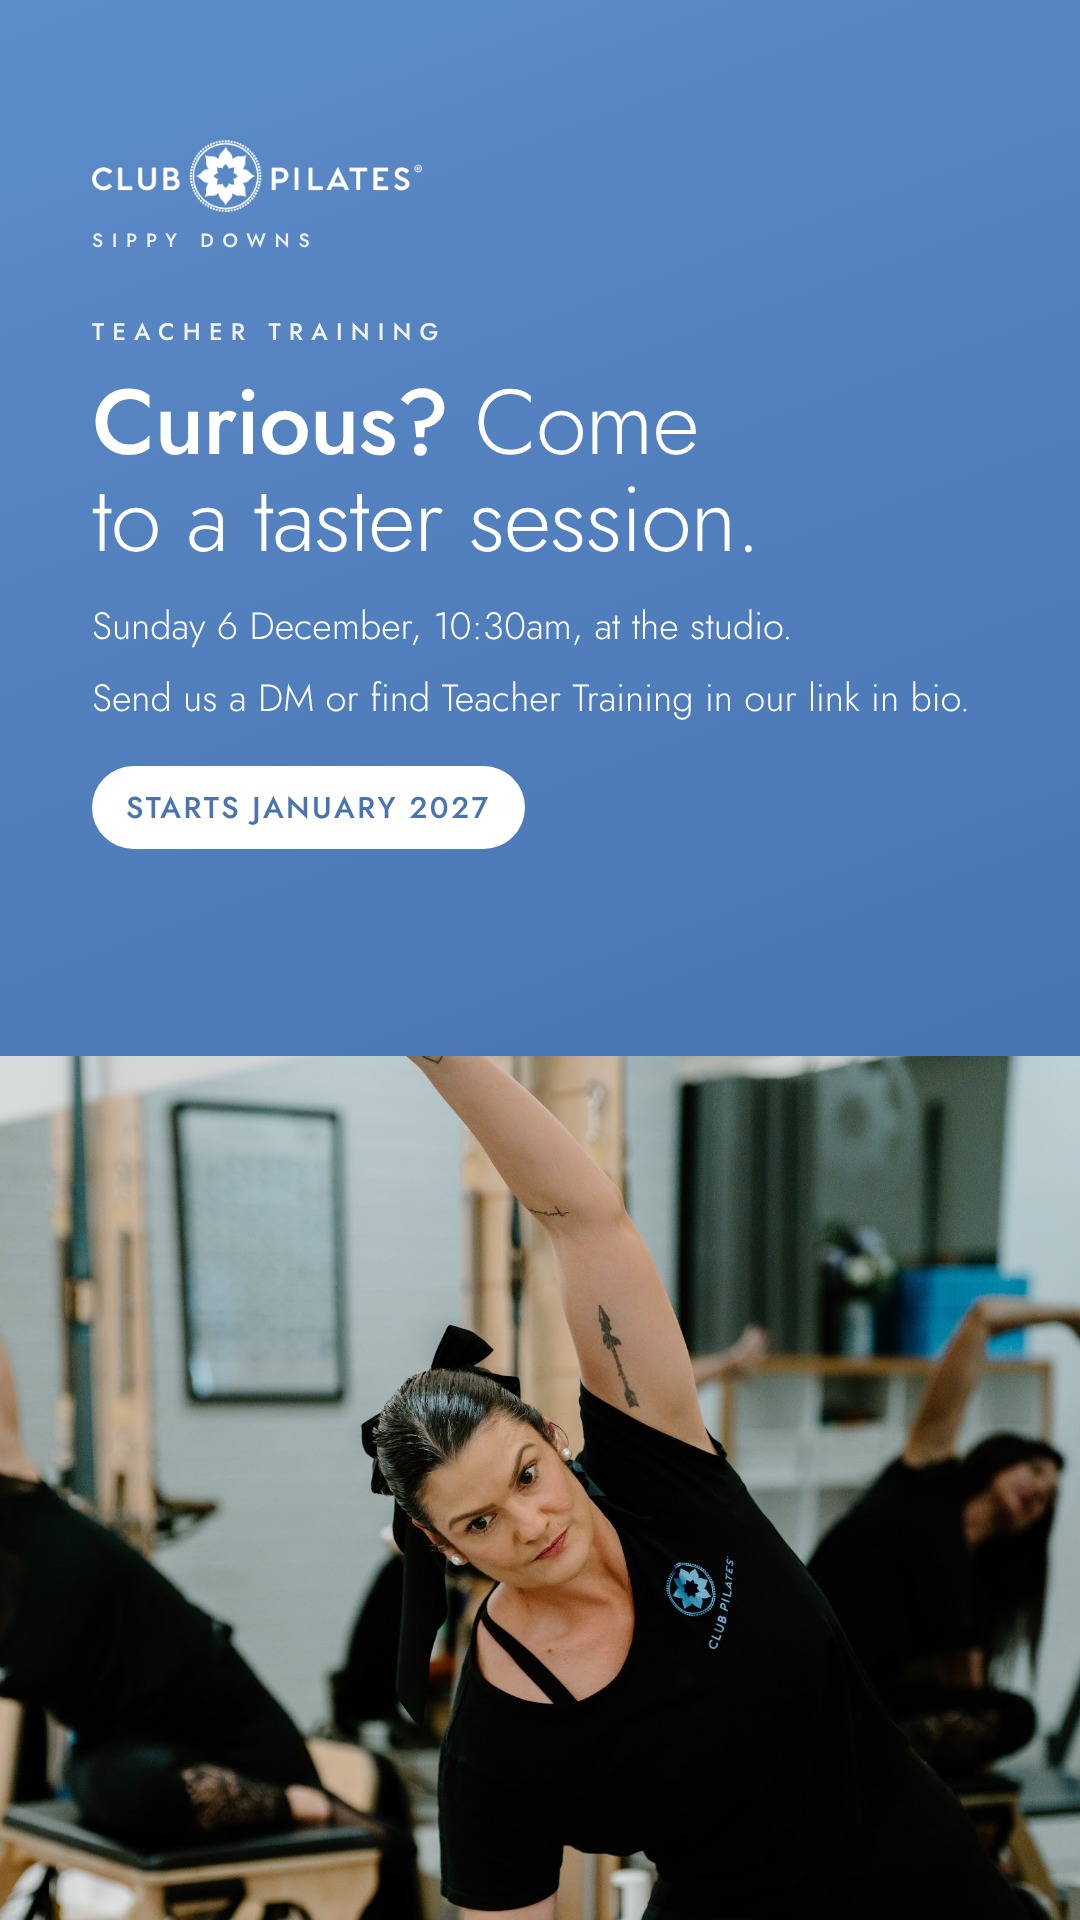 CLUB PILATES®
SIPPY DOWNS
TEACHER TRAINING
Curious? Come
to a taster session.
Sunday 6 December, 10:30am, at the studio.
Send us a DM or find Teacher Training in our link in bio.
STARTS JANUARY 2027
CLUB PILATES